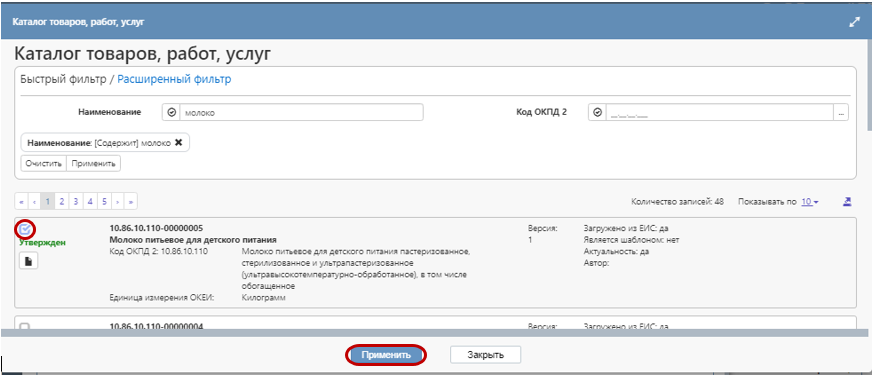 Каталог товаров, работ, услуг
Каталог товаров, работ, услуг
Быстрый фильтр / Расширенный фильтр
Наименование молоко Код ОКПД 2 __.__.__.___ ...
Наименование: [Содержит] молоко ✖
Очистить Применить
« ‹ 1 2 3 4 5 › » Количество записей: 48 Показывать по 10
10.86.10.110-00000005 Версия: Загружено из ЕИС: да
Утвержден Молоко питьевое для детского питания 1 Является шаблоном: нет
Код ОКПД 2: 10.86.10.110 Молоко питьевое для детского питания пастеризованное, Актуальность: да
стерилизованное и ультрапастеризованное Автор:
(ультравысокотемпературно-обработанное), в том числе
обогащенное
Единица измерения ОКЕИ: Килограмм
10.86.10.110-00000004 Версия: Загружено из ЕИС: да
Применить Закрыть